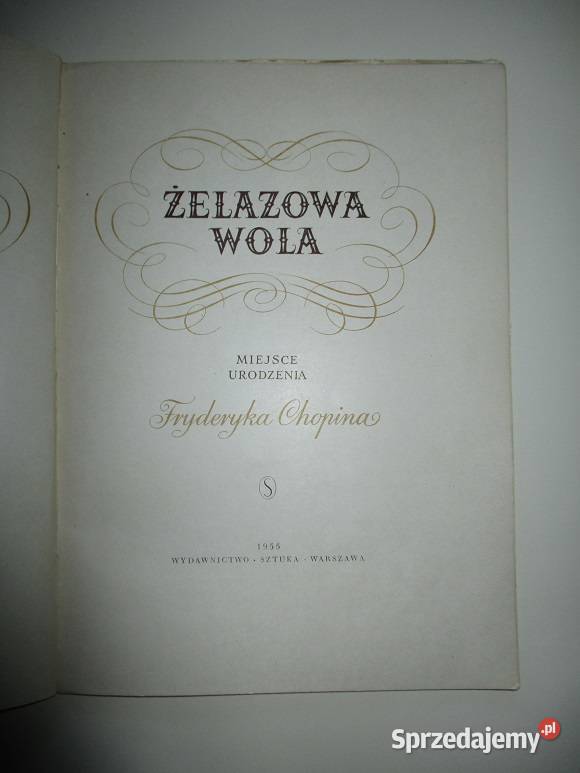 ŻELAZOWA
WOLA
MIEJSCE
URODZENIA
Fryderyka Chopina
S
1955
WYDAWNICTWO · SZTUKA · WARSZAWA
Sprzedajemy.pl